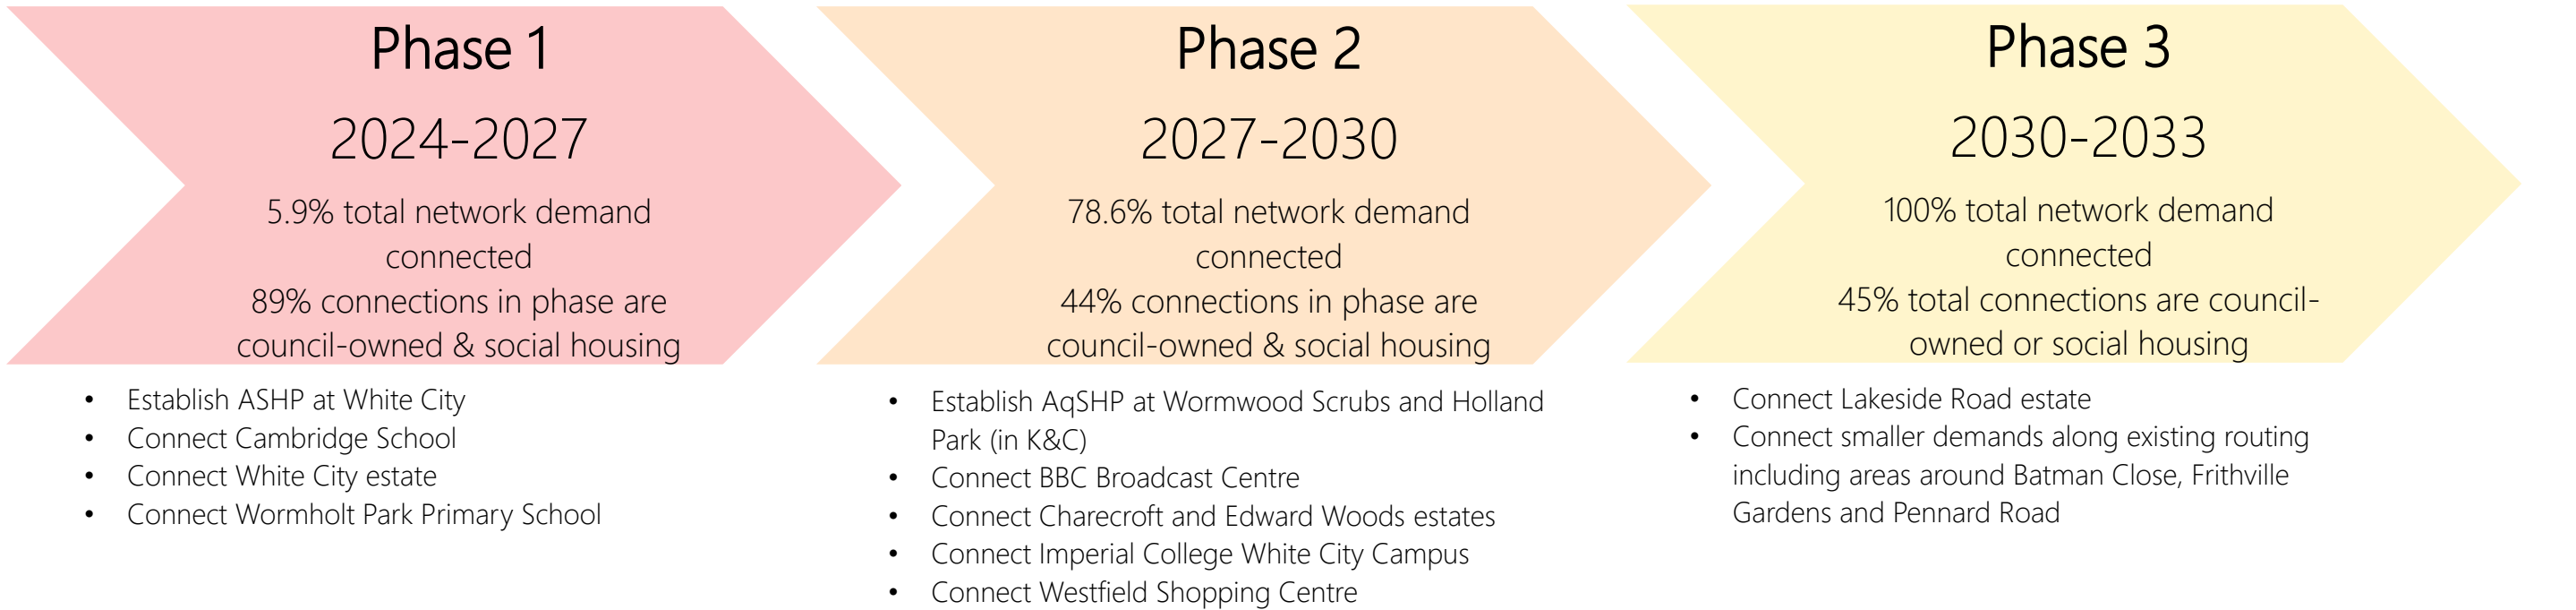 Phase 1
2024-2027
5.9% total network demand
connected
89% connections in phase are
council-owned & social housing
• Establish ASHP at White City
• Connect Cambridge School
• Connect White City estate
• Connect Wormholt Park Primary School
Phase 2
2027-2030
78.6% total network demand
connected
44% connections in phase are
council-owned & social housing
• Establish AqSHP at Wormwood Scrubs and Holland
Park (in K&C)
• Connect BBC Broadcast Centre
• Connect Charecroft and Edward Woods estates
• Connect Imperial College White City Campus
• Connect Westfield Shopping Centre
Phase 3
2030-2033
100% total network demand
connected
45% total connections are council-
owned or social housing
• Connect Lakeside Road estate
• Connect smaller demands along existing routing
including areas around Batman Close, Frithville
Gardens and Pennard Road